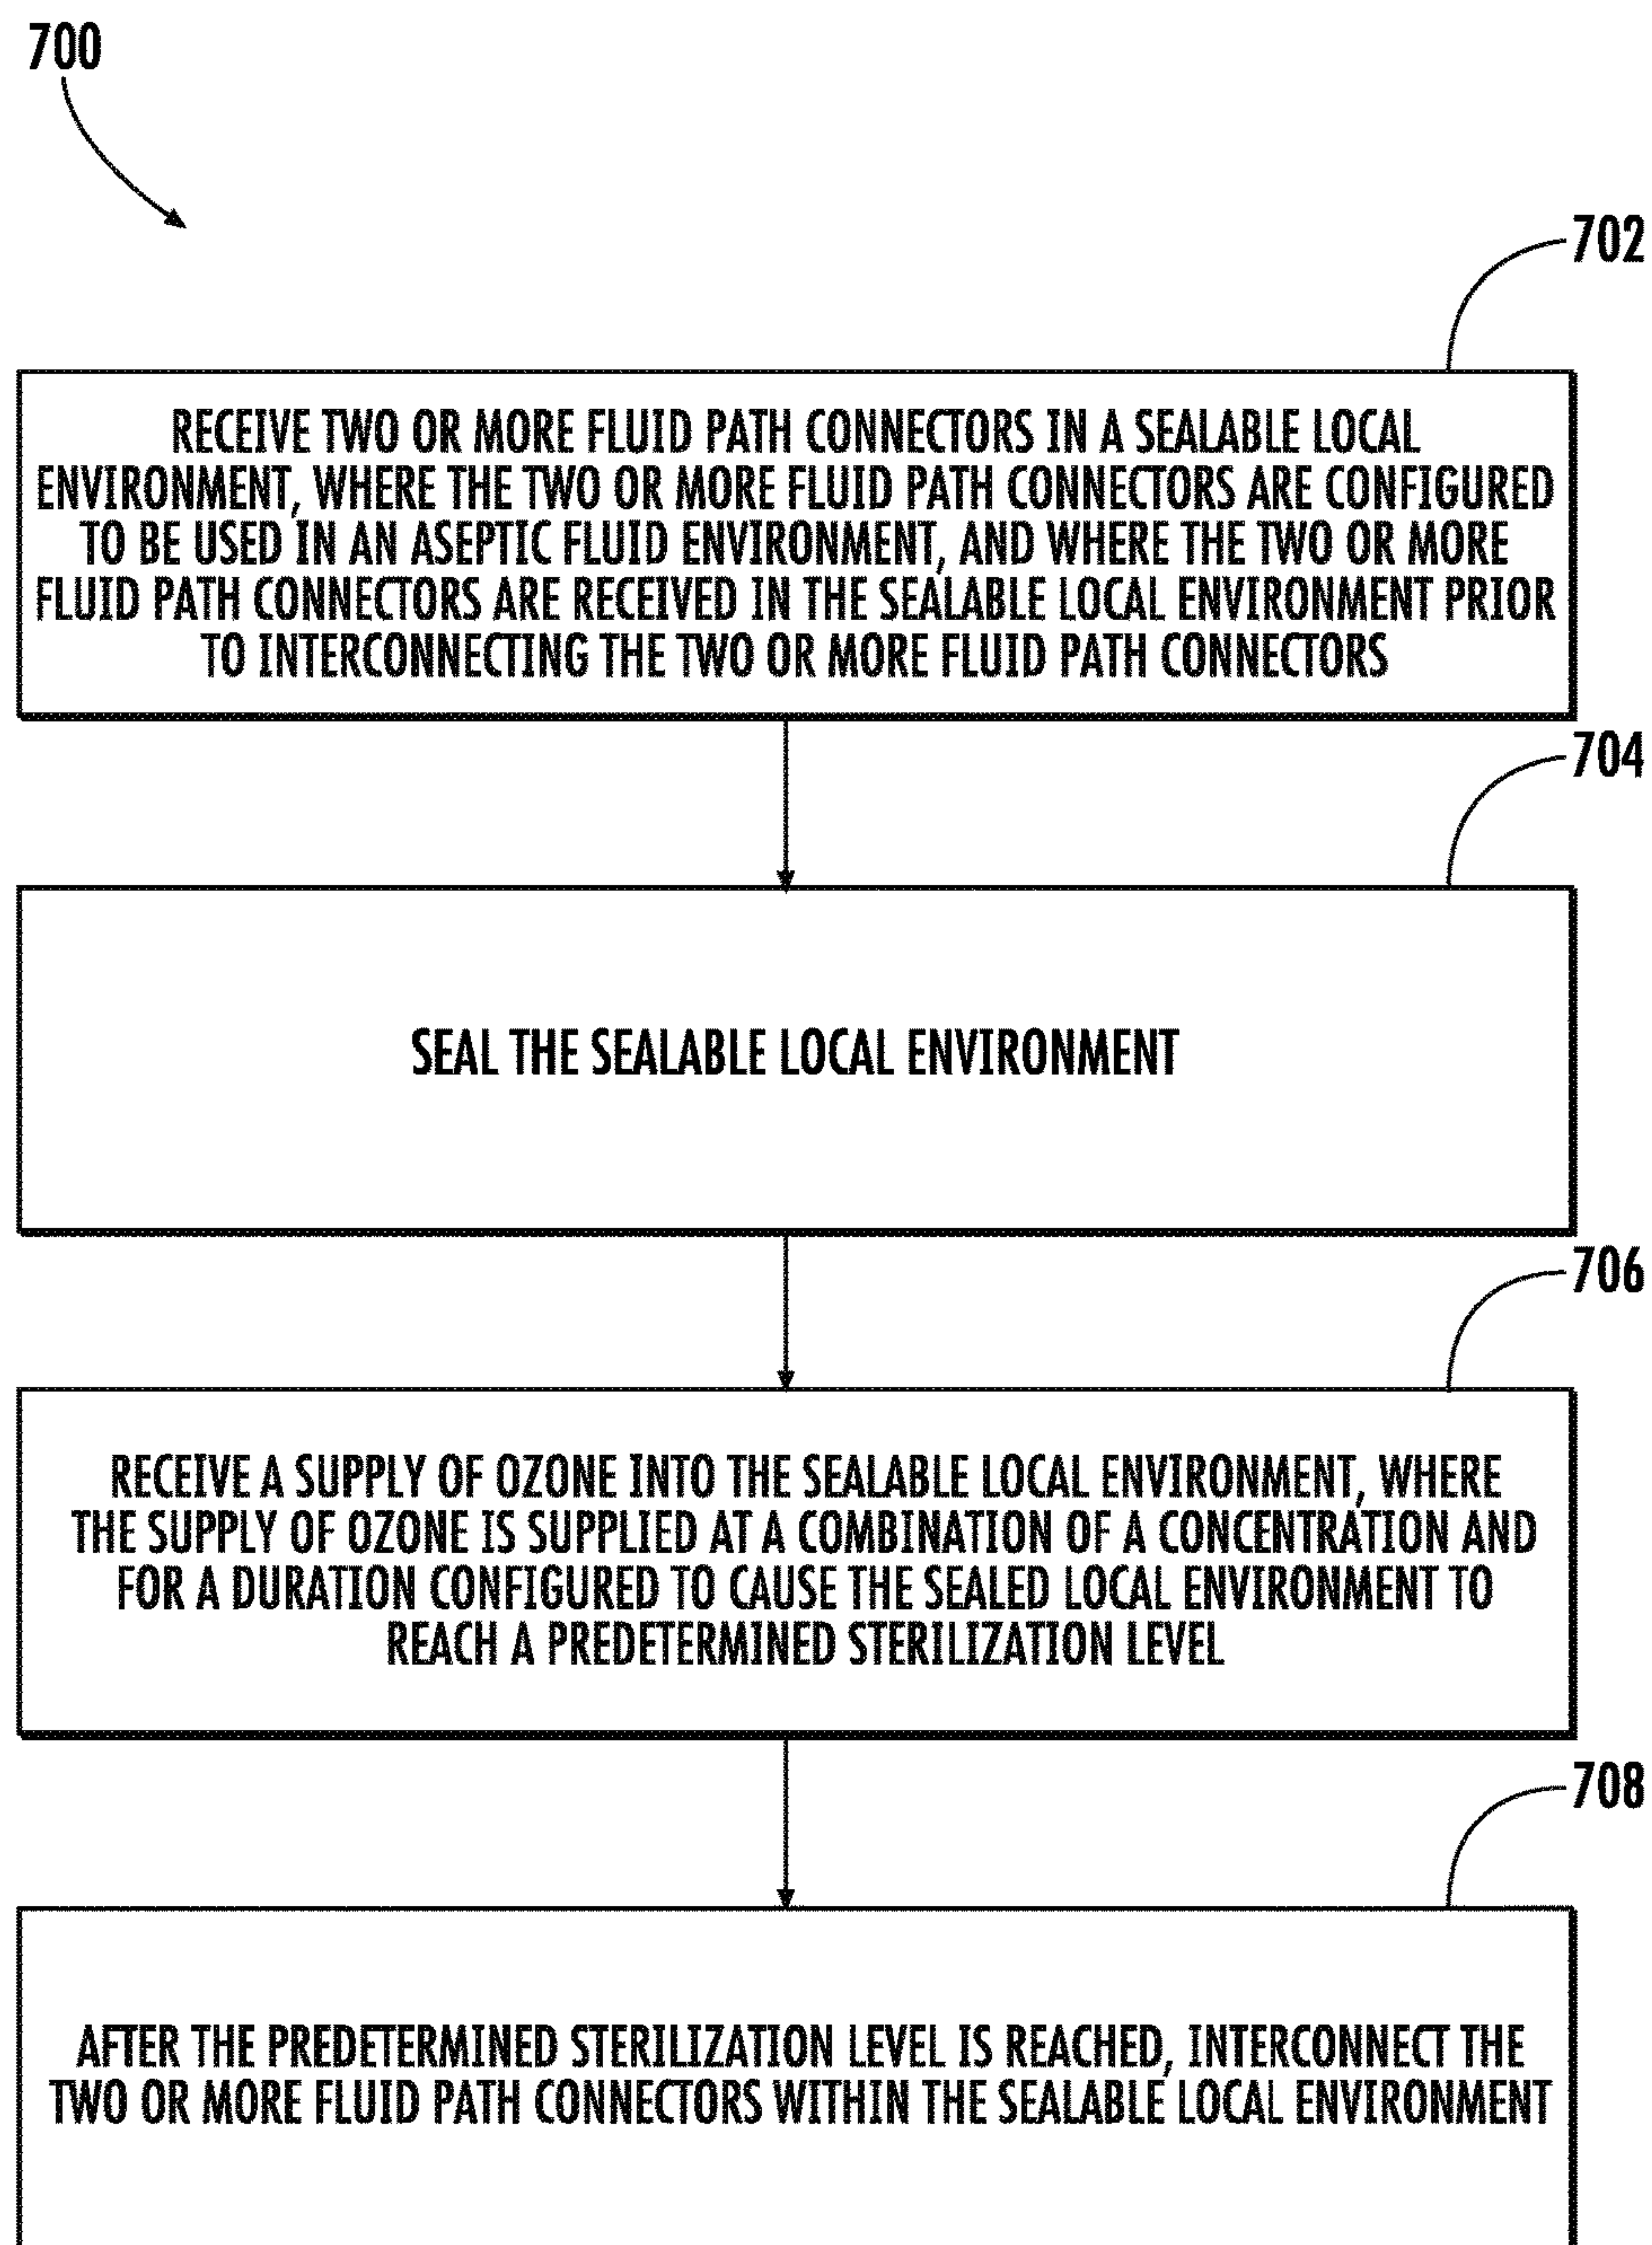 700
702
RECEIVE TWO OR MORE FLUID PATH CONNECTORS IN A SEALABLE LOCAL
ENVIRONMENT, WHERE THE TWO OR MORE FLUID PATH CONNECTORS ARE CONFIGURED
TO BE USED IN AN ASEPTIC FLUID ENVIRONMENT, AND WHERE THE TWO OR MORE
FLUID PATH CONNECTORS ARE RECEIVED IN THE SEALABLE LOCAL ENVIRONMENT PRIOR
TO INTERCONNECTING THE TWO OR MORE FLUID PATH CONNECTORS
704
SEAL THE SEALABLE LOCAL ENVIRONMENT
706
RECEIVE A SUPPLY OF OZONE INTO THE SEALABLE LOCAL ENVIRONMENT, WHERE
THE SUPPLY OF OZONE IS SUPPLIED AT A COMBINATION OF A CONCENTRATION AND
FOR A DURATION CONFIGURED TO CAUSE THE SEALED LOCAL ENVIRONMENT TO
REACH A PREDETERMINED STERILIZATION LEVEL
708
AFTER THE PREDETERMINED STERILIZATION LEVEL IS REACHED, INTERCONNECT THE
TWO OR MORE FLUID PATH CONNECTORS WITHIN THE SEALABLE LOCAL ENVIRONMENT